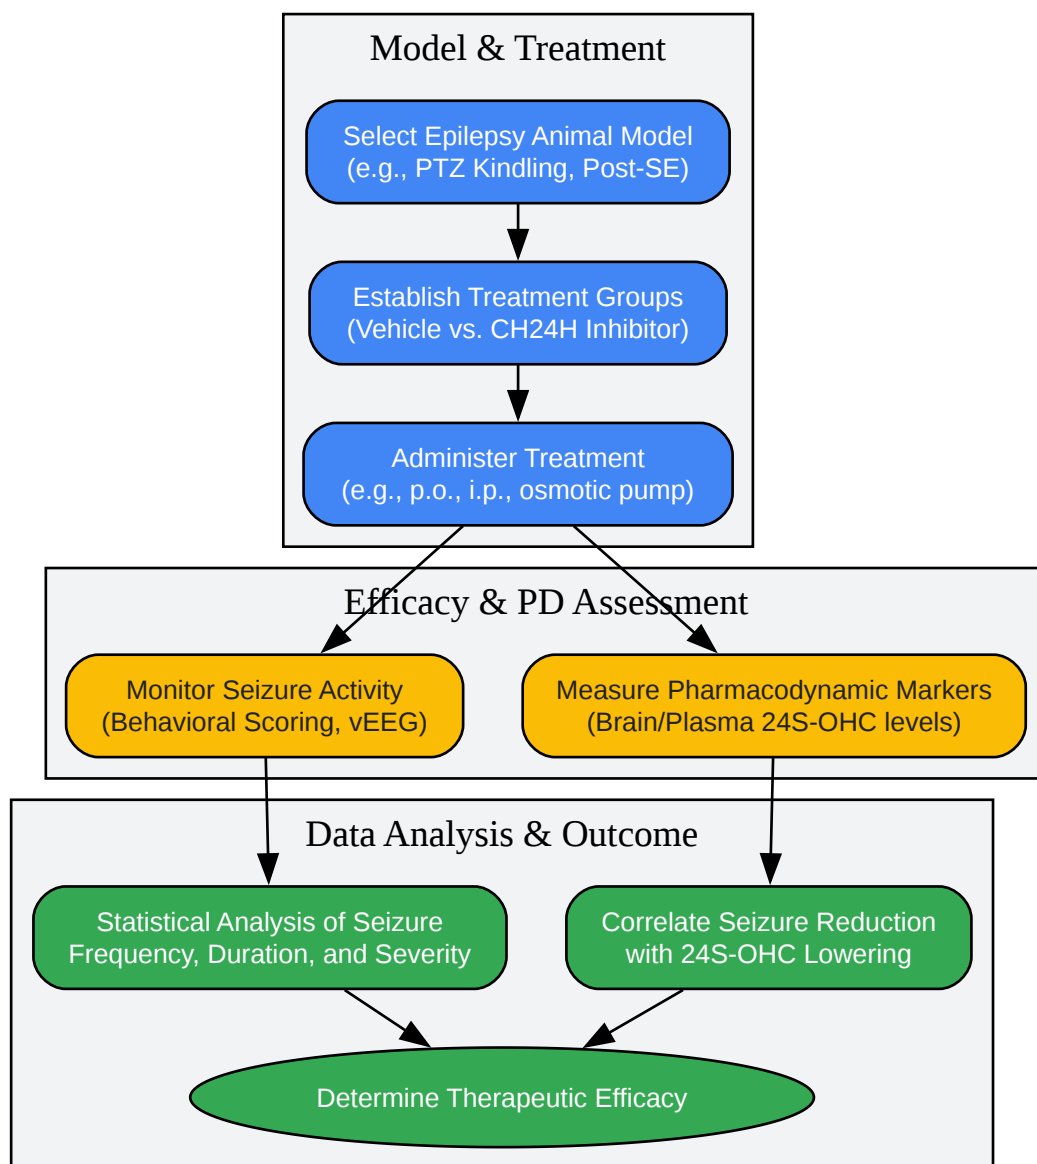 Model & Treatment
Select Epilepsy Animal Model
(e.g., PTZ Kindling, Post-SE)
Establish Treatment Groups
(Vehicle vs. CH24H Inhibitor)
Administer Treatment
(e.g., p.o., i.p., osmotic pump)
Efficacy & PD Assessment
Monitor Seizure Activity
(Behavioral Scoring, vEEG)
Measure Pharmacodynamic Markers
(Brain/Plasma 24S-OHC levels)
Data Analysis & Outcome
Statistical Analysis of Seizure
Frequency, Duration, and Severity
Correlate Seizure Reduction
with 24S-OHC Lowering
Determine Therapeutic Efficacy